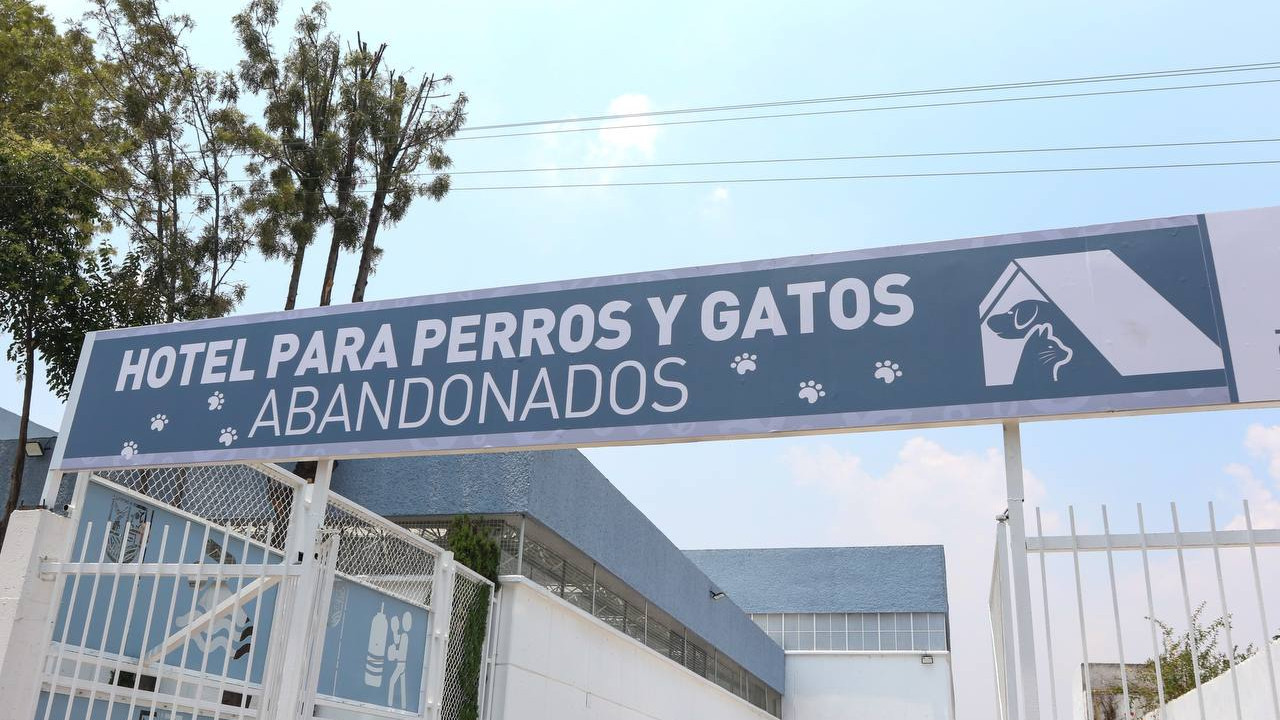 HOTEL PARA PERROS Y GATOS
ABANDONADOS